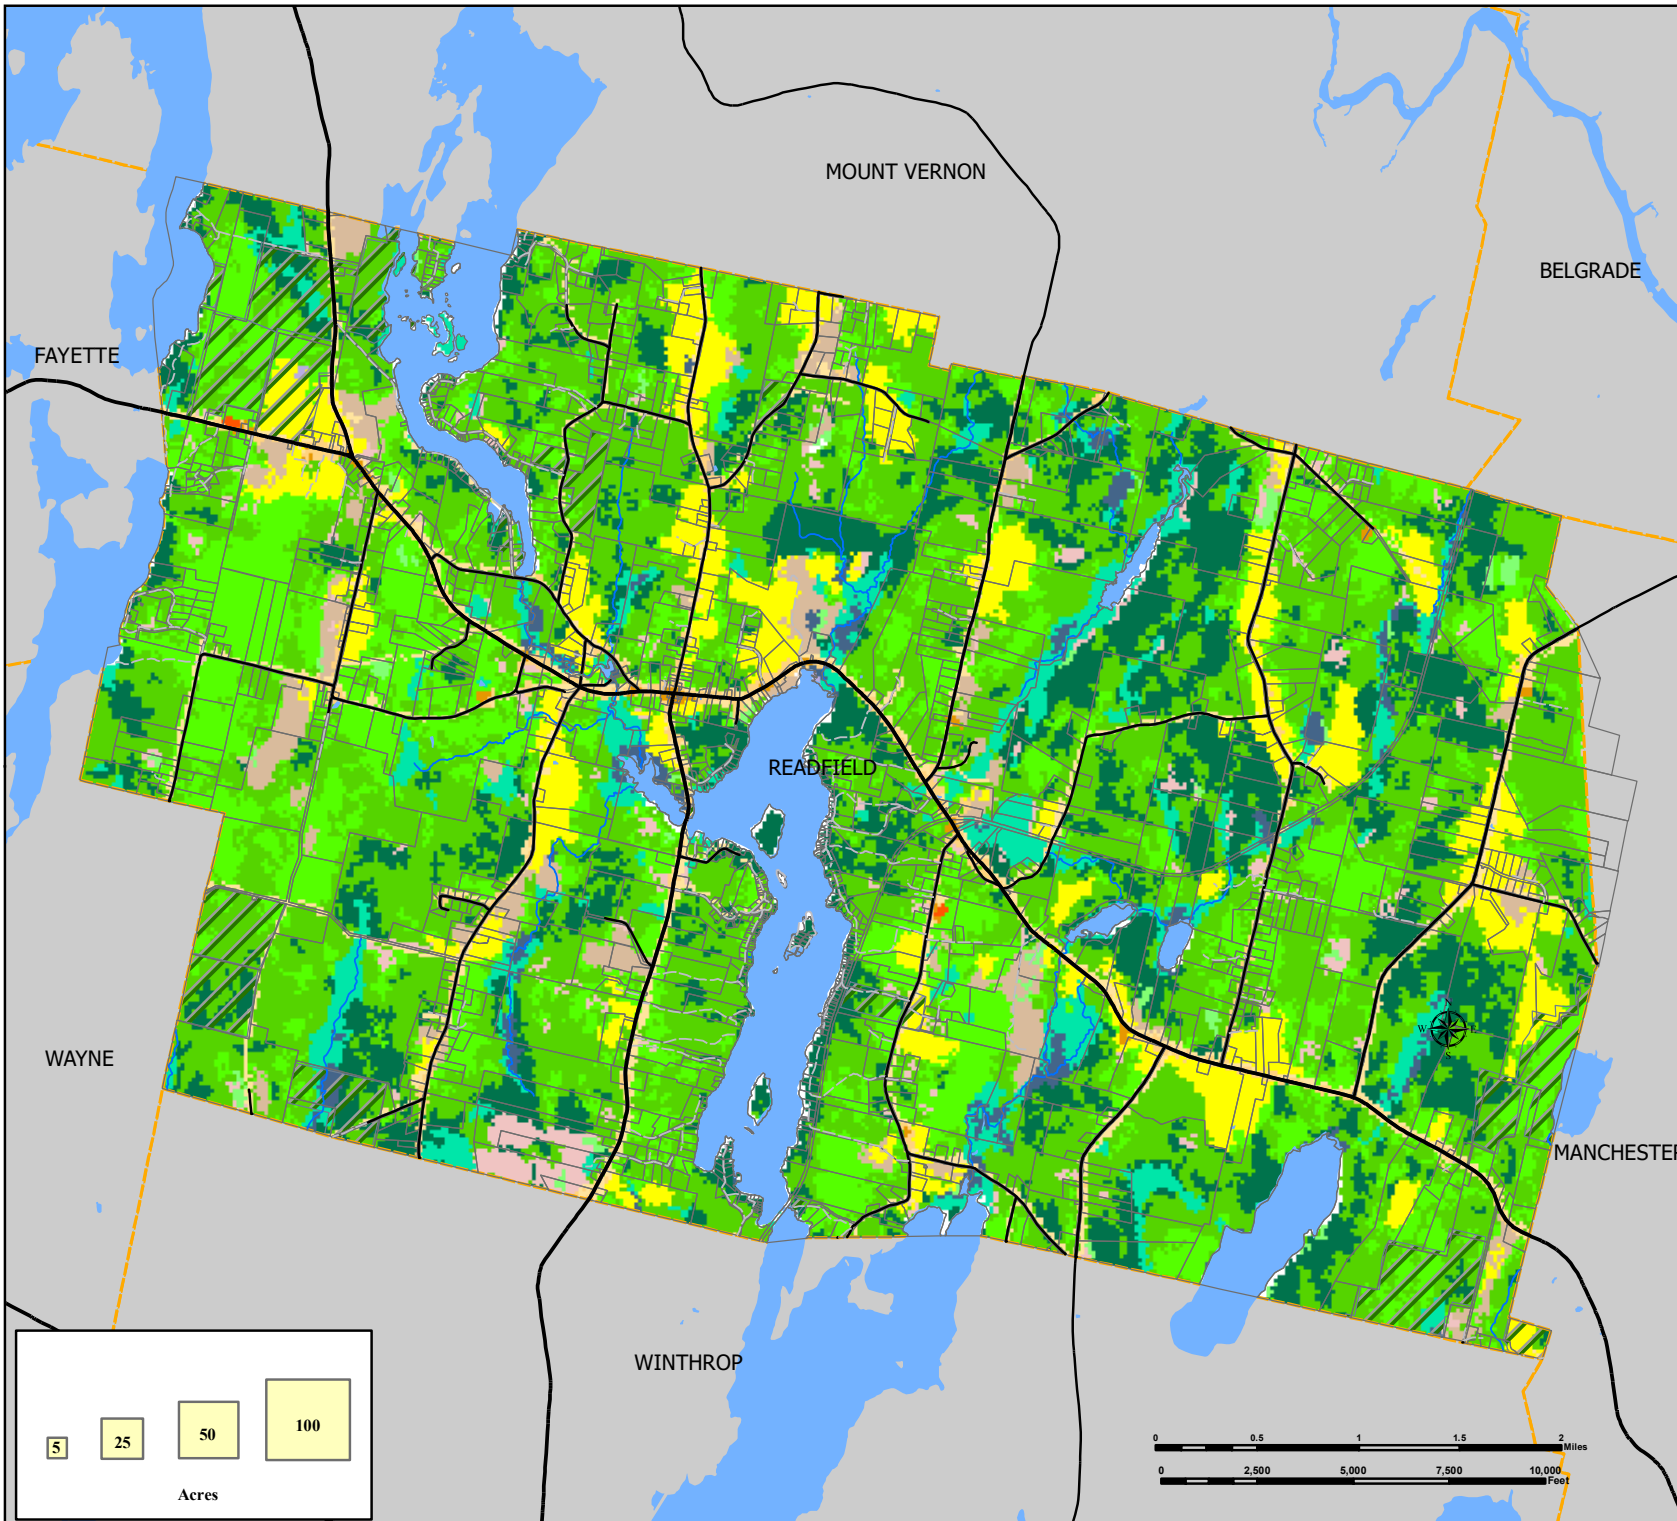 MOUNT VERNON
BELGRADE
FAYETTE
READFIELD
N
W
E
S
WAYNE
MANCHESTER
WINTHROP
5
25
50
100
Acres
0 0.5 1 1.5 2
Miles
0 2,500 5,000 7,500 10,000
Feet